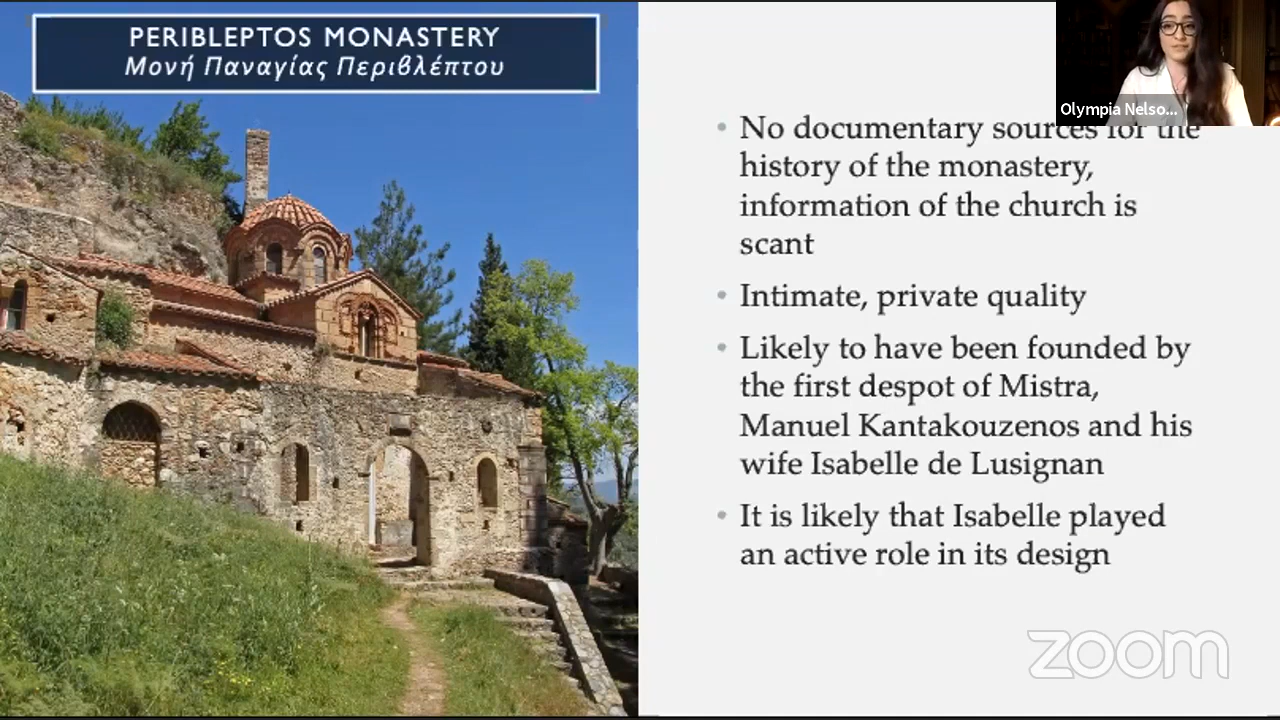 PERIBLEPTOS MONASTERY
Μονή Παναγίας Περιβλέπτου
Olympia Nelso...
• No documentary sources for the
history of the monastery,
information of the church is
scant
• Intimate, private quality
• Likely to have been founded by
the first despot of Mistra,
Manuel Kantakouzenos and his
wife Isabelle de Lusignan
• It is likely that Isabelle played
an active role in its design
zoom